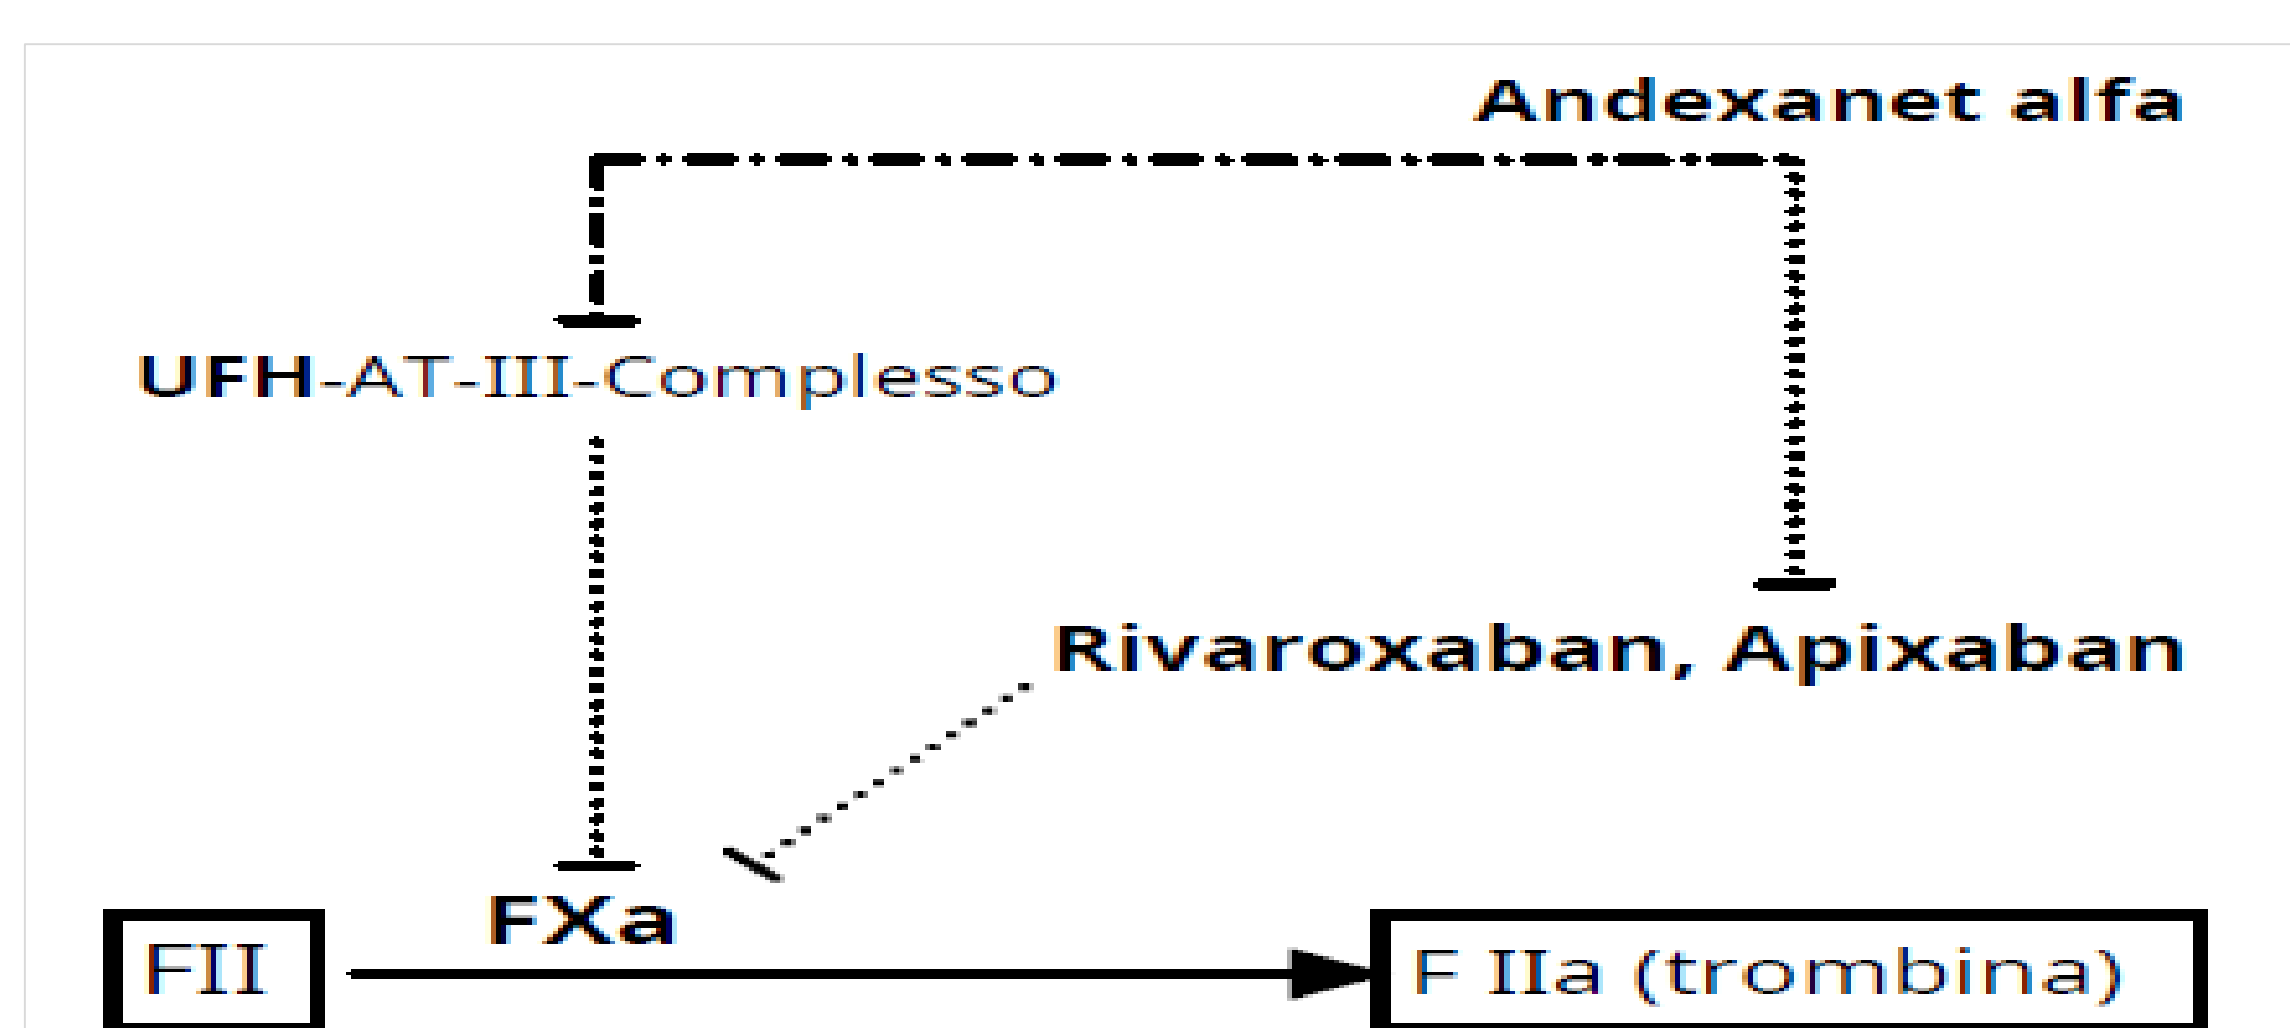 Andexanet alfa
UFH-AT-III-Complesso
Rivaroxaban, Apixaban
FXa
FII
F IIa (trombina)